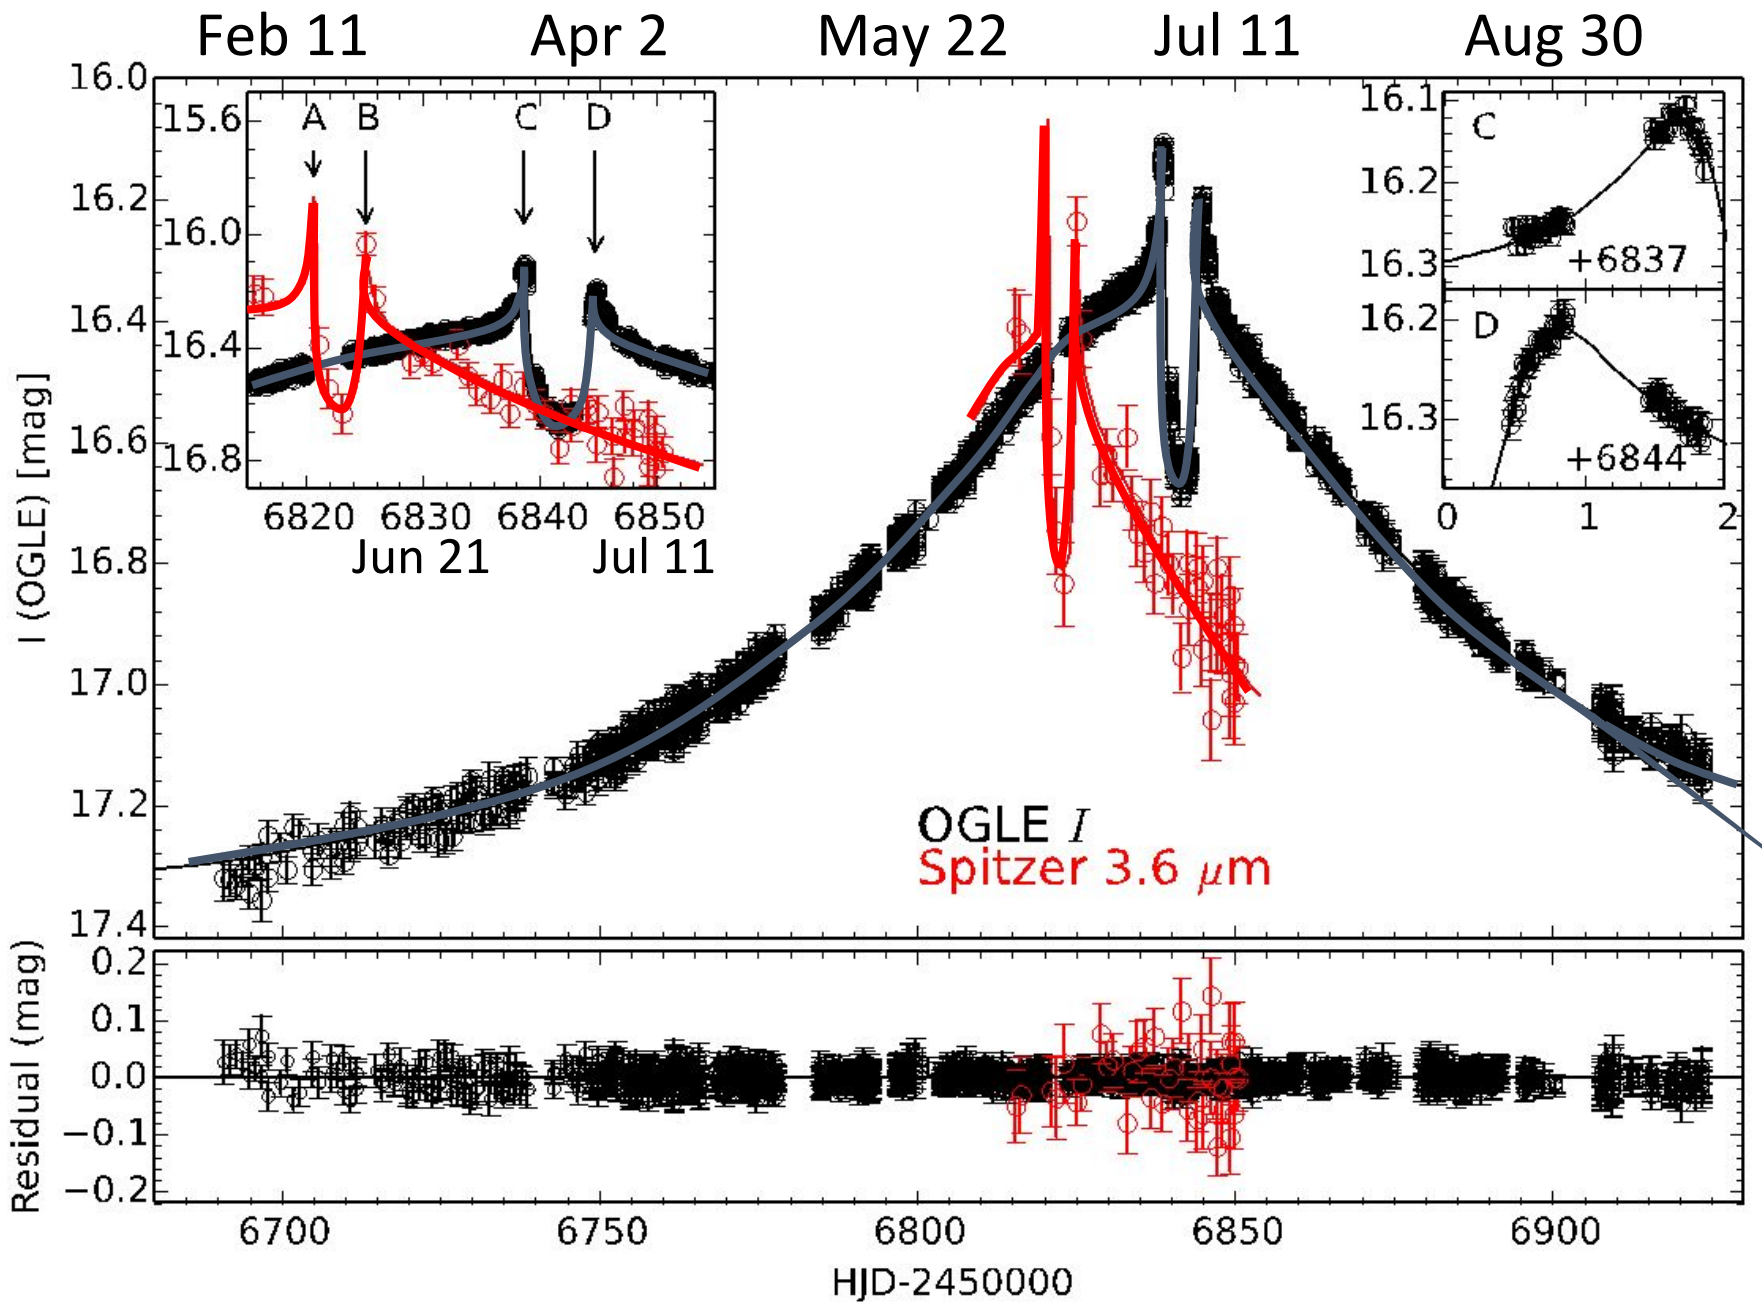 Feb 11 Apr 2 May 22 Jul 11 Aug 30
16.0
16.2
16.4
16.6
16.8
17.0
17.2
17.4
I (OGLE) [mag]
A B C D
15.6
16.0
16.4
16.8
6820 6830 6840 6850
Jun 21 Jul 11
C
16.1
16.2
16.3
+6837
D
16.2
16.3
+6844
0 1 2
OGLE I
Spitzer 3.6 μm
Residual (mag)
0.2
0.1
0.0
−0.1
−0.2
6700 6750 6800 6850 6900
HJD-2450000